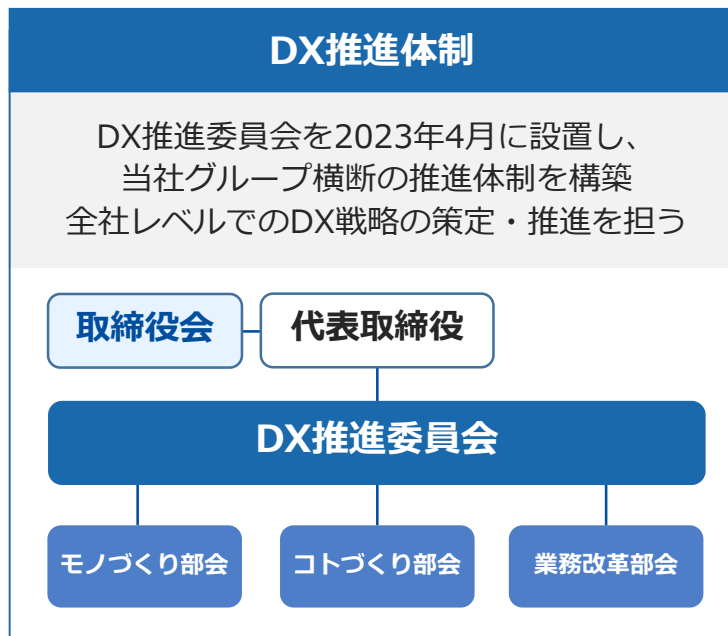 DX推進体制
DX推進委員会を2023年4月に設置し、
当社グループ横断の推進体制を構築
全社レベルでのDX戦略の策定・推進を担う
取締役会
代表取締役
DX推進委員会
モノづくり部会
コトづくり部会
業務改革部会